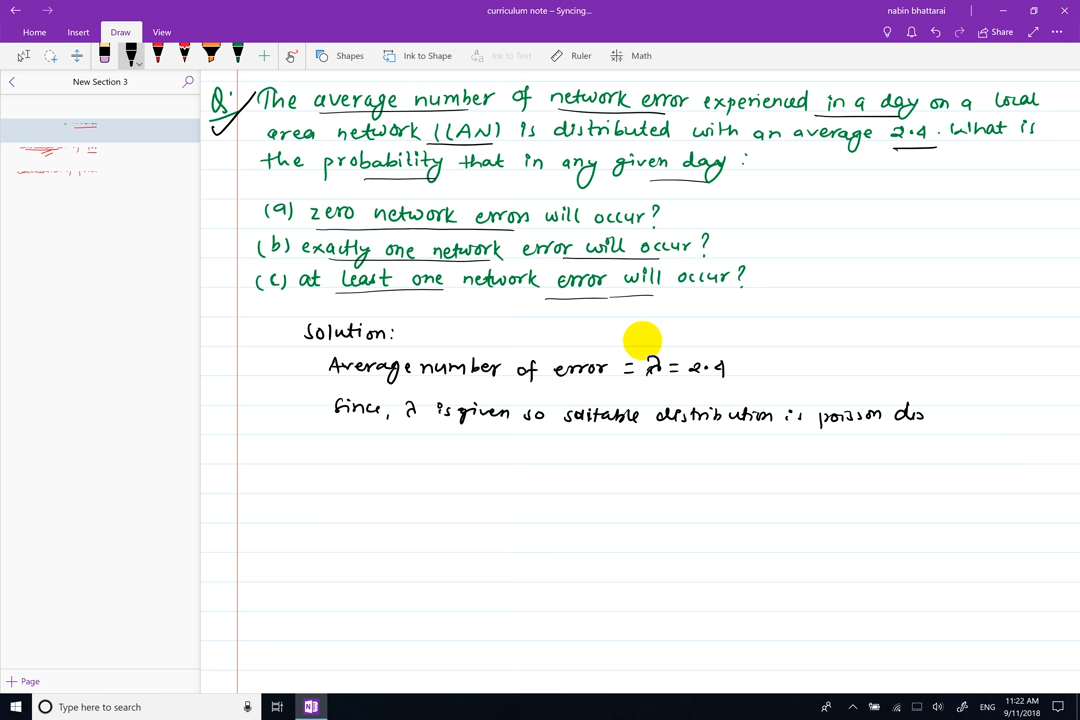 curriculum note – Syncing...
nabin bhattarai
Home Insert Draw View
Share
Shapes Ink to Shape Ink to Text Ruler Math
New Section 3
Q: The average number of network error experienced in a day on a local
area network (LAN) is distributed with an average 2.4. What is
the probability that in any given day:
(a) zero network errors will occur?
(b) exactly one network error will occur?
(c) at least one network error will occur?
Solution:
Average number of error = λ = 2.4
Since, λ is given so suitable distribution is poisson dis
Page
Type here to search
ENG
11:22 AM
9/11/2018